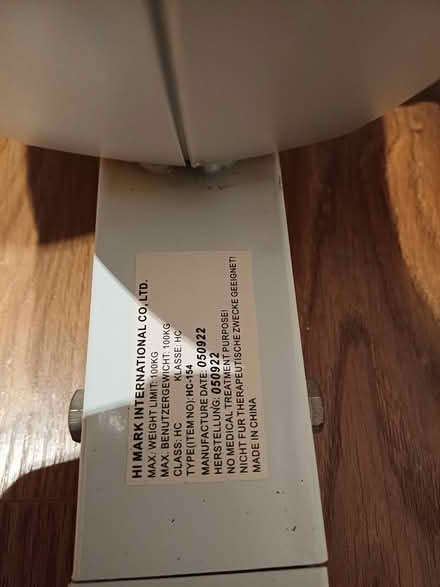 HI MARK INTERNATIONAL CO, LTD.
MAX. WEIGHT LIMIT: 100KG
MAX. BENUTZERGEWICHT: 100KG
CLASS: HC KLASSE: HC
TYPE(ITEM NO): HC-154
MANUFACTURE DATE: 050922
HERSTELLUNG: 050922
NO MEDICAL TREATMENT PURPOSE!
NICHT FUR THERAPEUTISCHE ZWECKE GEEIGNET!
MADE IN CHINA